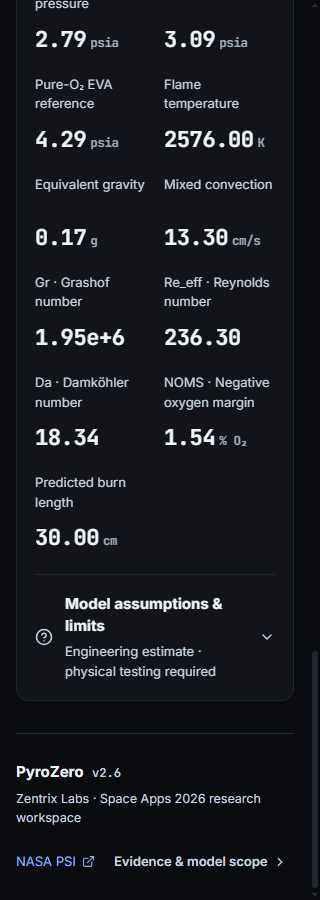 pressure
2.79 psia 3.09 psia
Pure-O₂ EVA Flame
reference temperature
4.29 psia 2576.00 K
Equivalent gravity Mixed convection
0.17 g 13.30 cm/s
Gr · Grashof Re_eff · Reynolds
number number
1.95e+6 236.30
Da · Damköhler NOMS · Negative
number oxygen margin
18.34 1.54 % O₂
Predicted burn
length
30.00 cm
Model assumptions &
limits
Engineering estimate ·
physical testing required
PyroZero v2.6
Zentrix Labs · Space Apps 2026 research
workspace
NASA PSI Evidence & model scope